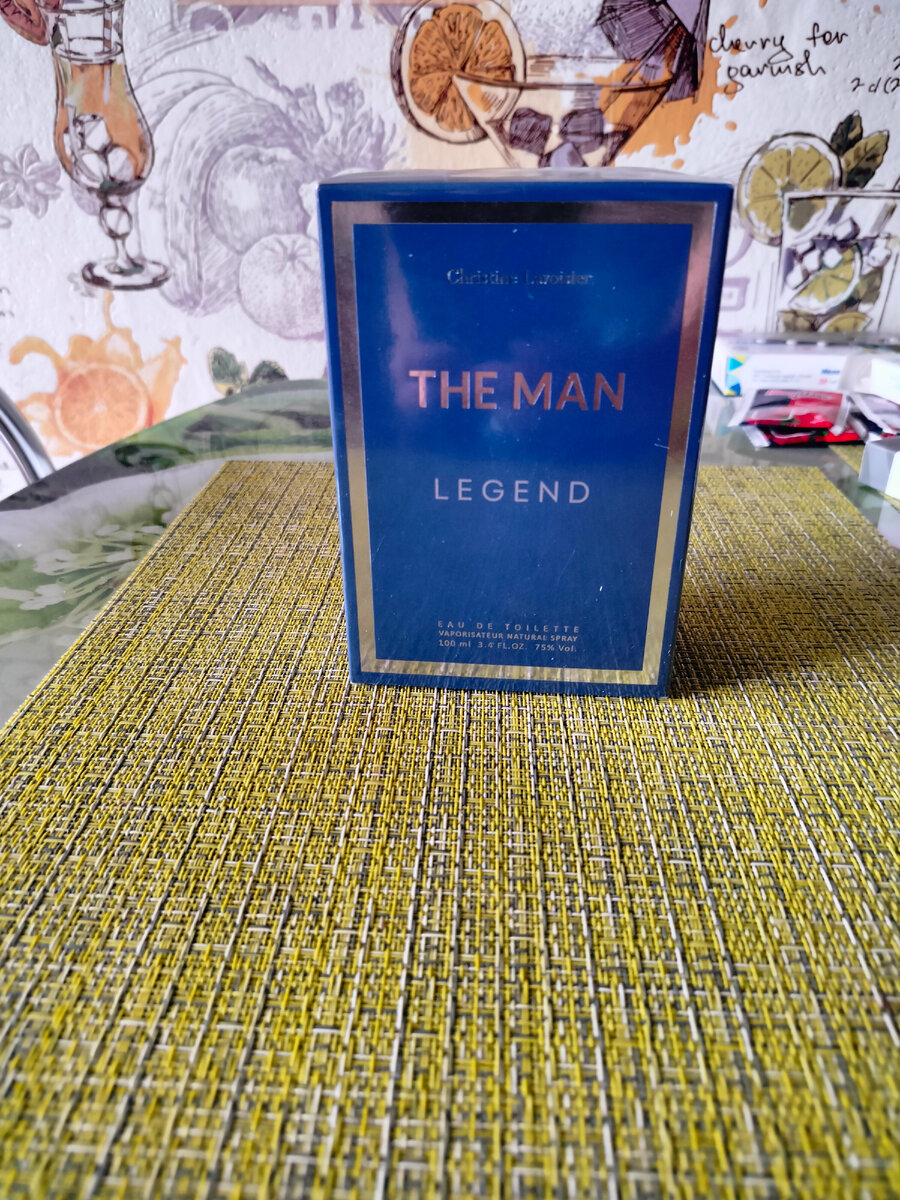 cherry for
garnish
Christine Lavoisier
THE MAN
LEGEND
EAU DE TOILETTE
VAPORISATEUR NATURAL SPRAY
100 ml 3.4 FL.OZ. 75% Vol.